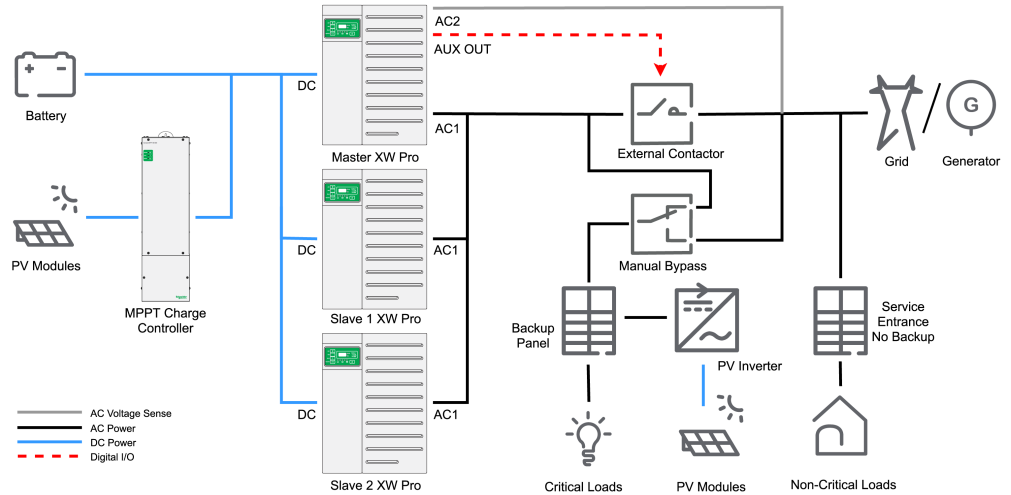 AC2
AUX OUT
Battery
DC
AC1
Master XW Pro
External Contactor
G
Grid
Generator
PV Modules
DC
AC1
Manual Bypass
MPPT Charge
Controller
Slave 1 XW Pro
Backup
Panel
PV Inverter
Service
Entrance
No Backup
DC
AC1
AC Voltage Sense
AC Power
DC Power
Digital I/O
Slave 2 XW Pro
Critical Loads
PV Modules
Non-Critical Loads